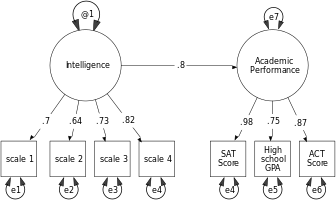 @1
e7
Intelligence
.8
Academic
Performance
.7
.64
.73
.82
.98
.75
.87
scale 1
scale 2
scale 3
scale 4
SAT
Score
High
school
GPA
ACT
Score
e1
e2
e3
e4
e4
e5
e6